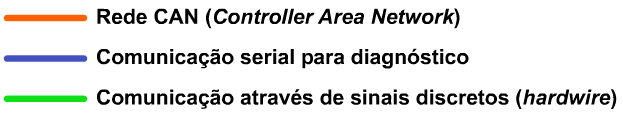 Rede CAN (Controller Area Network)
Comunicação serial para diagnóstico
Comunicação através de sinais discretos (hardwire)